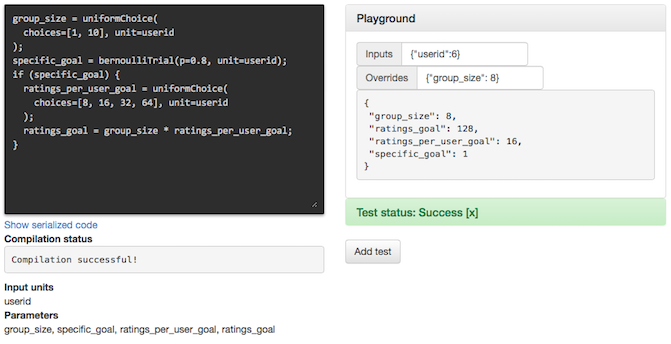 group_size = uniformChoice(
  choices=[1, 10], unit=userid
);
specific_goal = bernoulliTrial(p=0.8, unit=userid);
if (specific_goal) {
  ratings_per_user_goal = uniformChoice(
    choices=[8, 16, 32, 64], unit=userid
  );
  ratings_goal = group_size * ratings_per_user_goal;
}
Show serialized code
Compilation status
Compilation successful!
Input units
userid
Parameters
group_size, specific_goal, ratings_per_user_goal, ratings_goal
Playground
Inputs {"userid":6}
Overrides {"group_size": 8}
{
 "group_size": 8,
 "ratings_goal": 128,
 "ratings_per_user_goal": 16,
 "specific_goal": 1
}
Test status: Success [x]
Add test